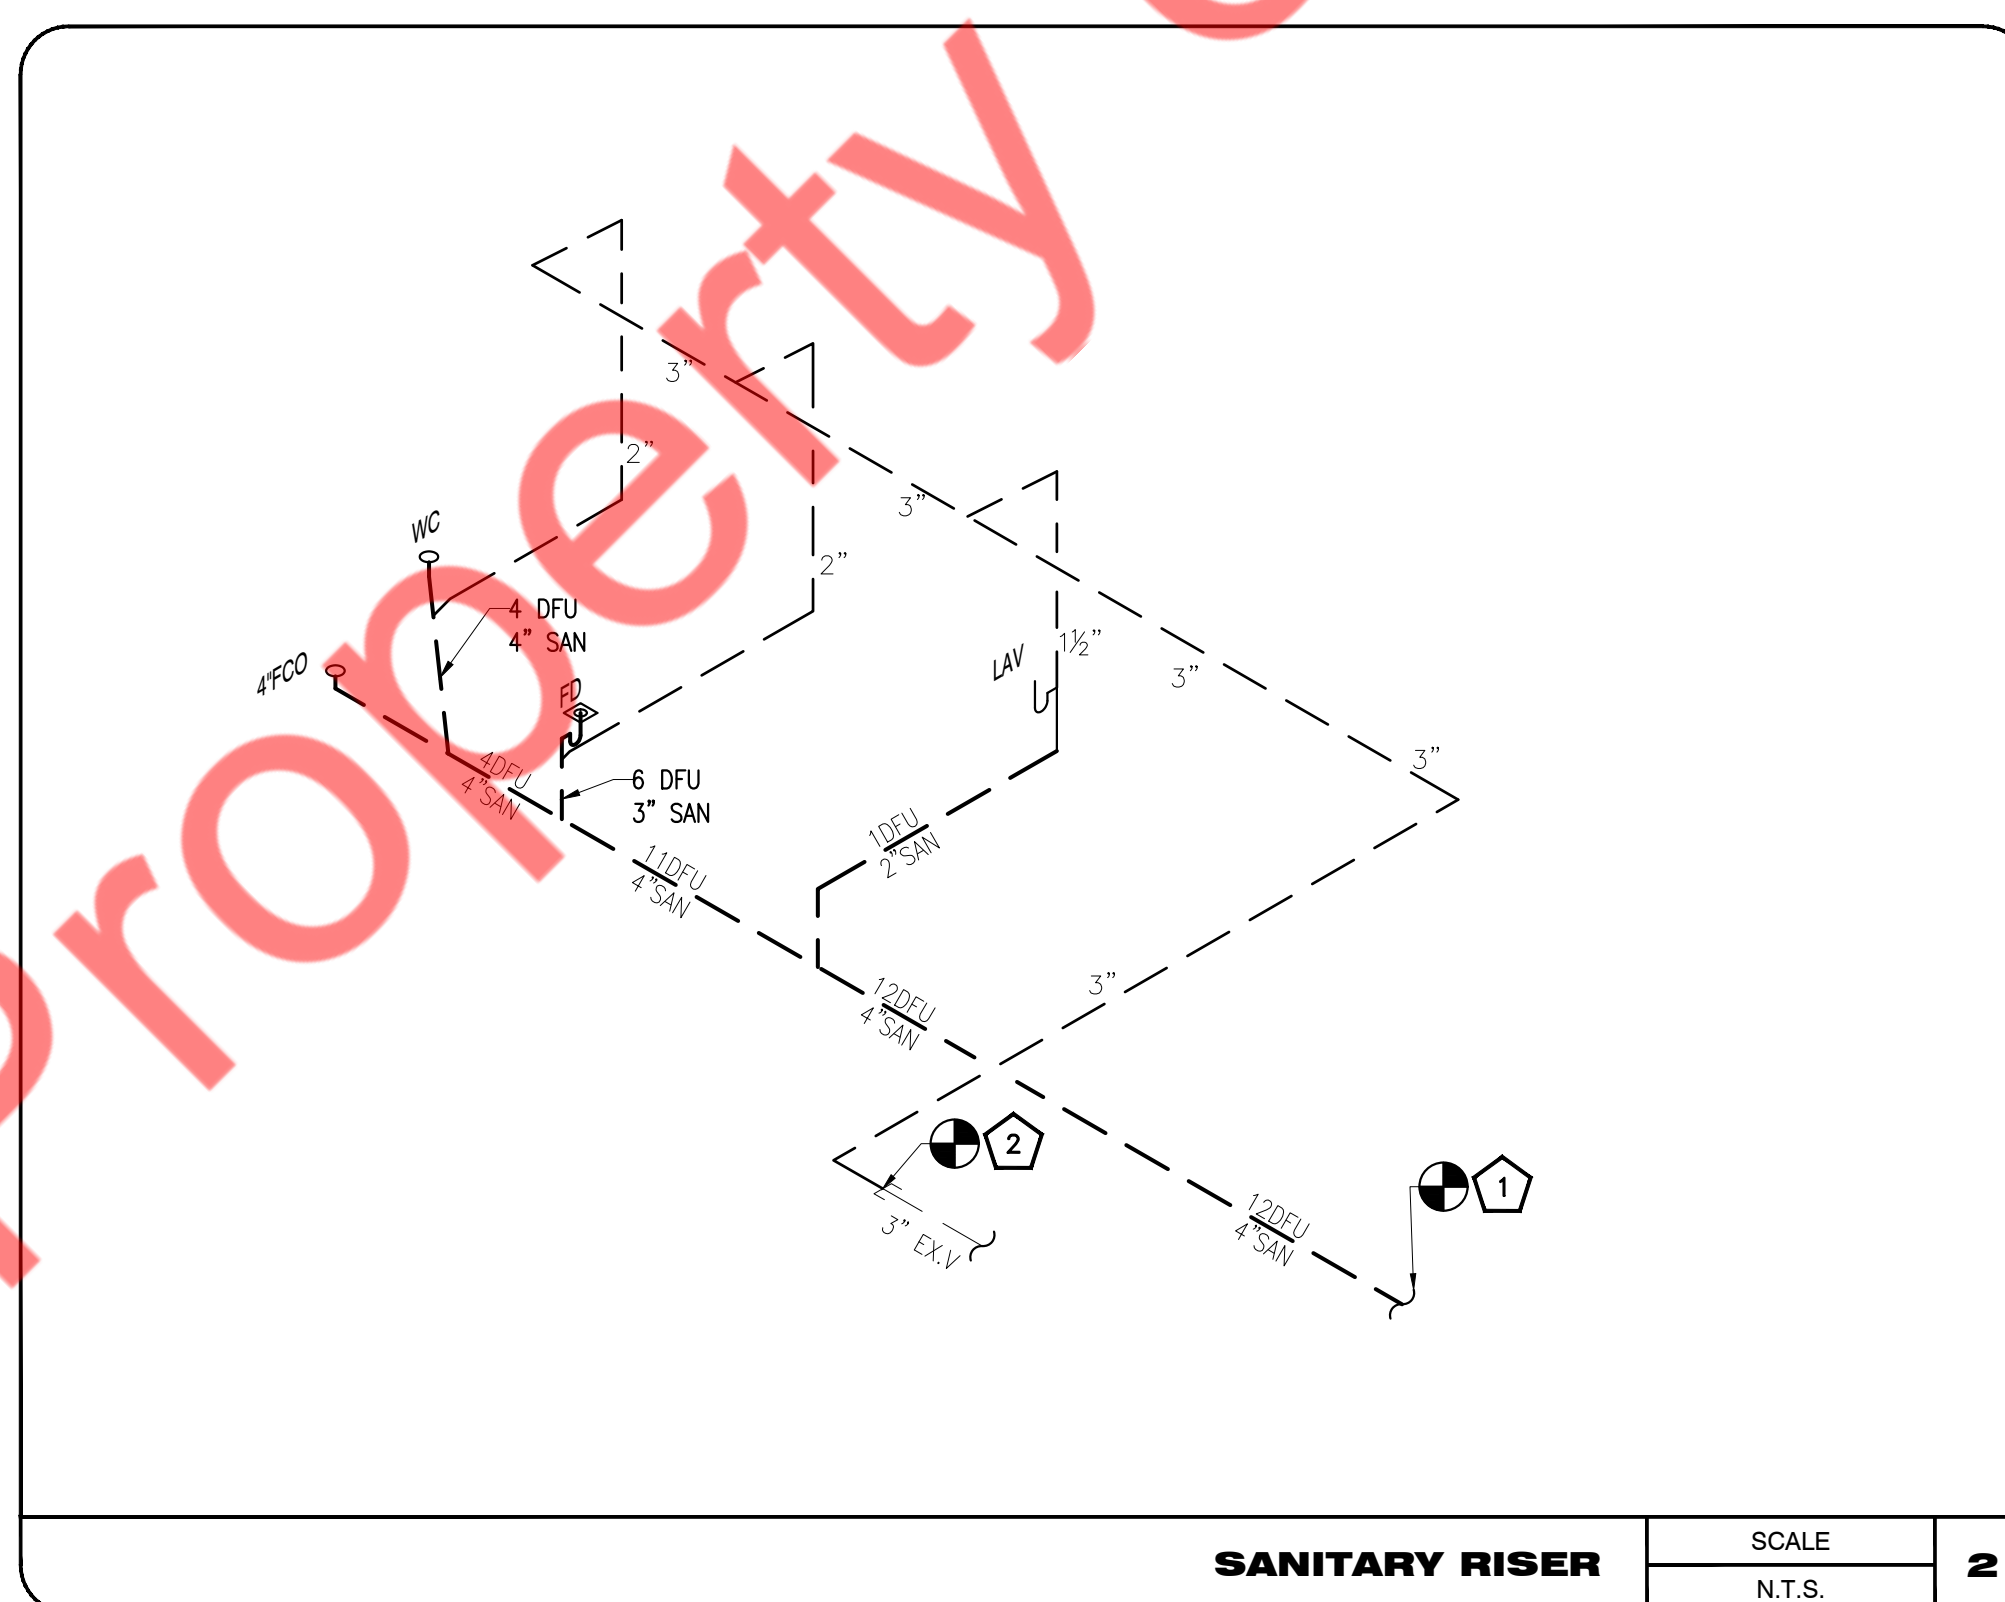 Property
3”
2”
3”
WC
2”
4 DFU
4” SAN
1½”
LAV
4"FCO
3”
FD
4DFU
4”SAN
3”
6 DFU
3” SAN
1DFU
2”SAN
11DFU
4”SAN
3”
12DFU
4”SAN
2
1
12DFU
4”SAN
3” EX.V
SANITARY RISER
SCALE
N.T.S.
2